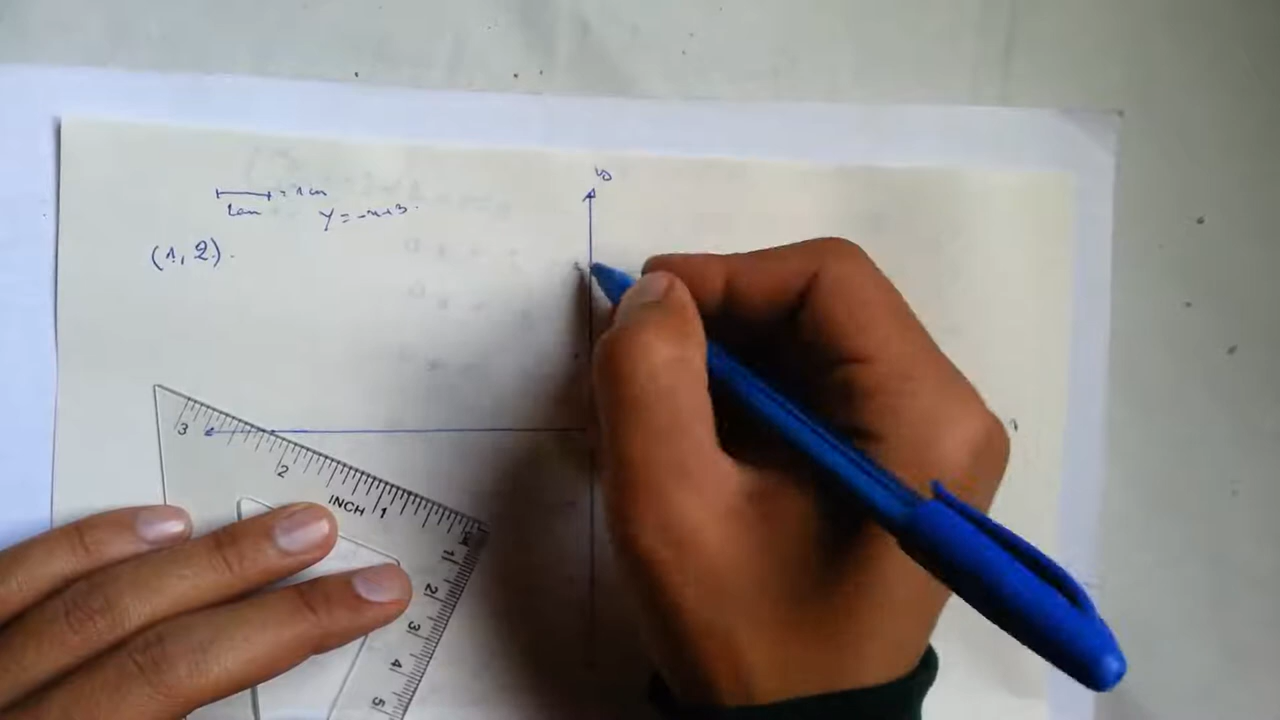 = 1 cm
1cm
y = -x+3.
(1, 2).
3
2
INCH
1
1
2
3
4
5